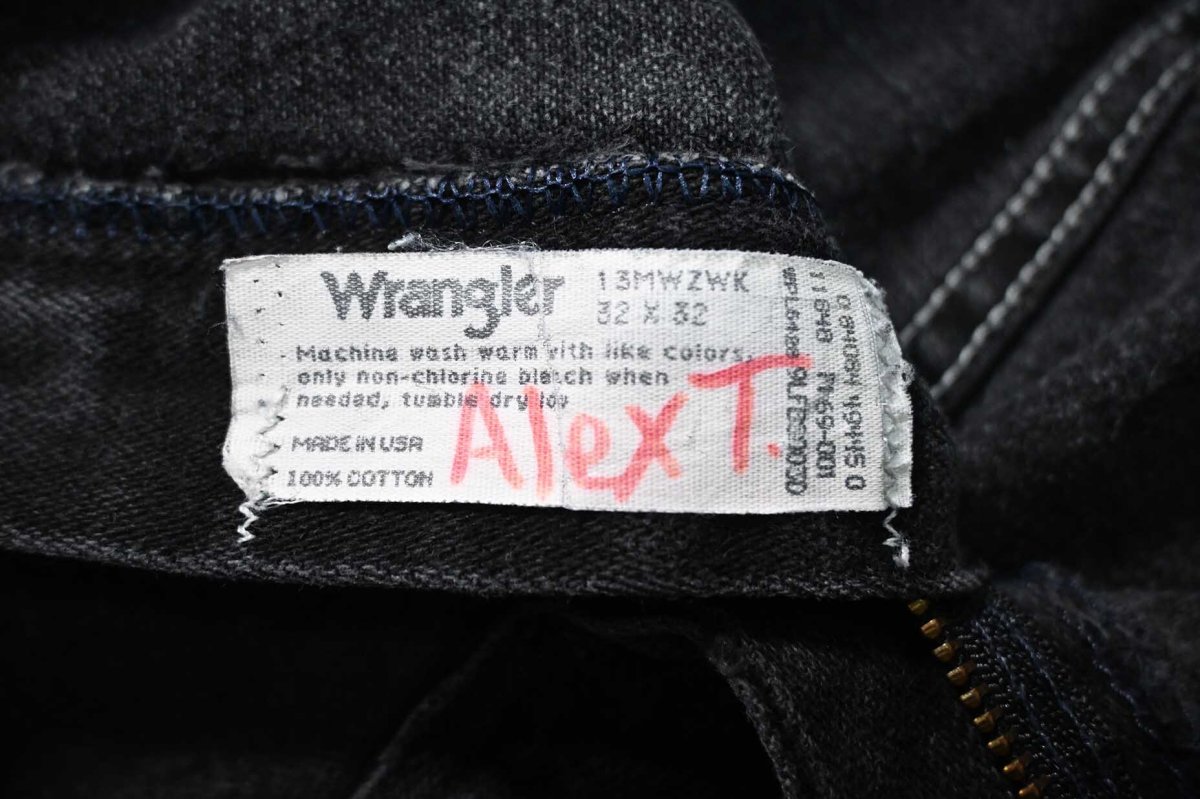 Wrangler 13MWZWK
32 X 32
Machine wash warm with like colors,
only non-chlorine bleach when
needed, tumble dry low
MADE IN USA
100% COTTON
Alex T.
11848